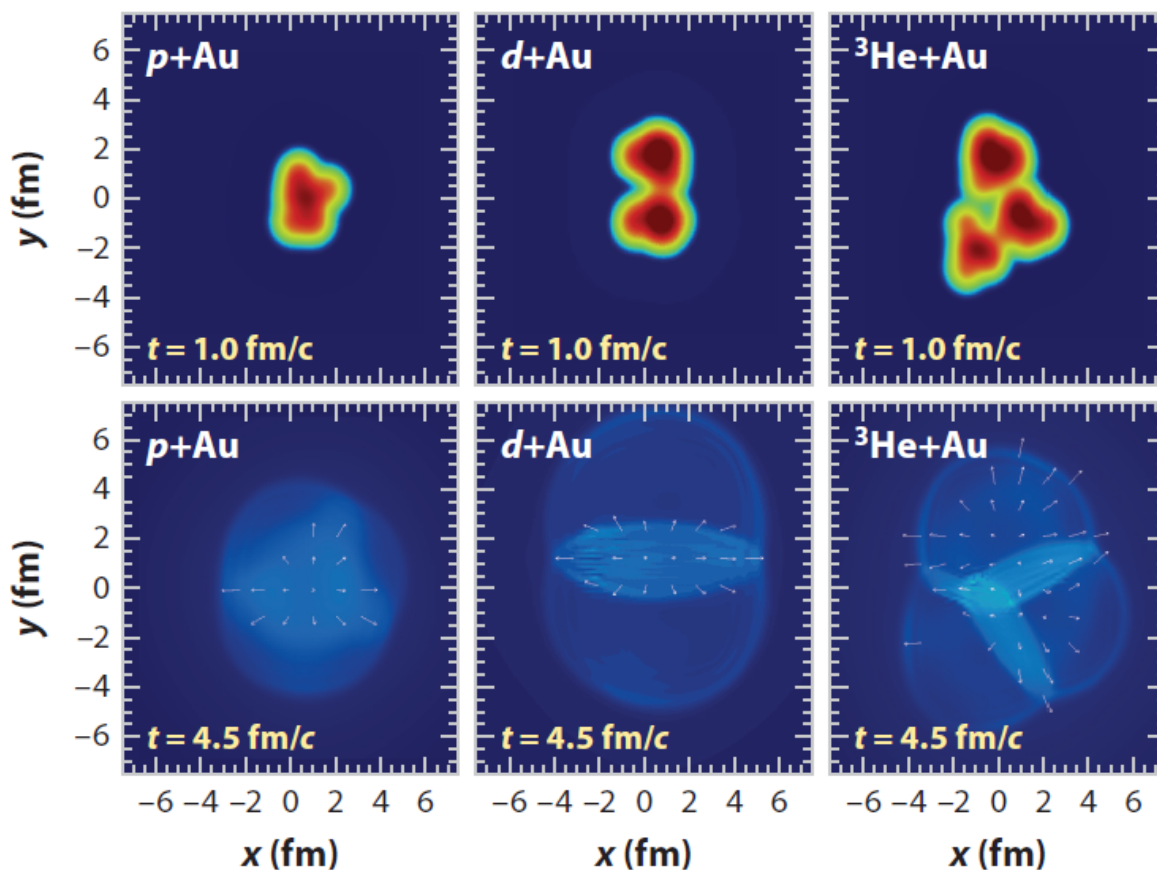 p+Au
d+Au
³He+Au
6
4
2
0
−2
−4
−6
y (fm)
t = 1.0 fm/c
t = 1.0 fm/c
t = 1.0 fm/c
p+Au
d+Au
³He+Au
6
4
2
0
−2
−4
−6
y (fm)
t = 4.5 fm/c
t = 4.5 fm/c
t = 4.5 fm/c
−6 −4 −2 0 2 4 6
−6 −4 −2 0 2 4 6
−6 −4 −2 0 2 4 6
x (fm)
x (fm)
x (fm)